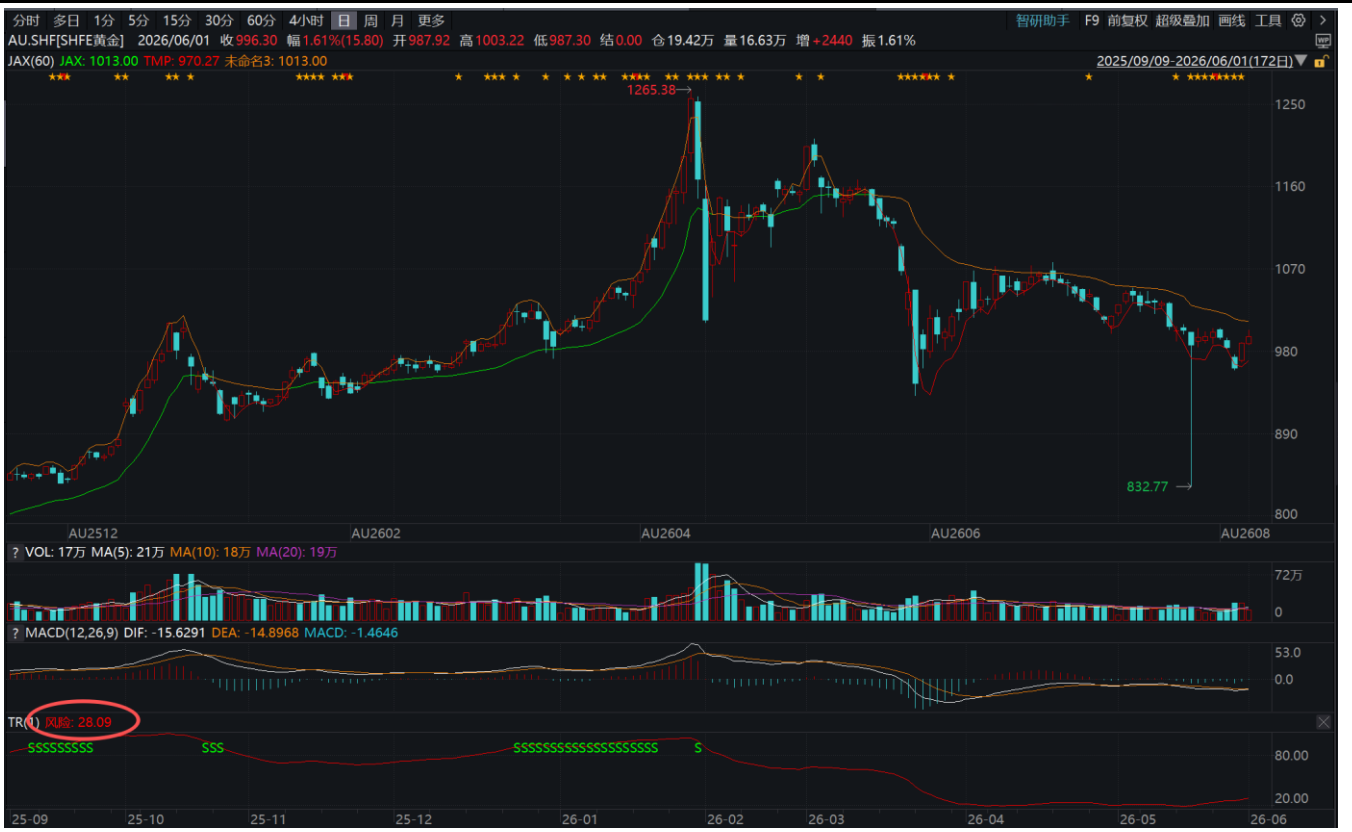 分时 多日 1分 5分 15分 30分 60分 4小时 日 周 月 更多 智研助手 F9 前复权 超级叠加 画线 工具
AU.SHF[SHFE黄金] 2026/06/01 收996.30 幅1.61%(15.80) 开987.92 高1003.22 低987.30 结0.00 仓19.42万 量16.63万 增+2440 振1.61% WP
JAX(60) JAX: 1013.00 TMP: 970.27 未命名3: 1013.00 2025/09/09-2026/06/01(172日)▼
1265.38
1250
1160
1070
980
890
832.77
800
AU2512 AU2602 AU2604 AU2606 AU2608
? VOL: 17万 MA(5): 21万 MA(10): 18万 MA(20): 19万
72万
0
? MACD(12,26,9) DIF: -15.6291 DEA: -14.8968 MACD: -1.4646
53.0
0.0
TR(1) 风险: 28.09
SSSSSSSSS SSS SSSSSSSSSSSSSSSSSSSS S
80.00
20.00
25-09 25-10 25-11 25-12 26-01 26-02 26-03 26-04 26-05 26-06